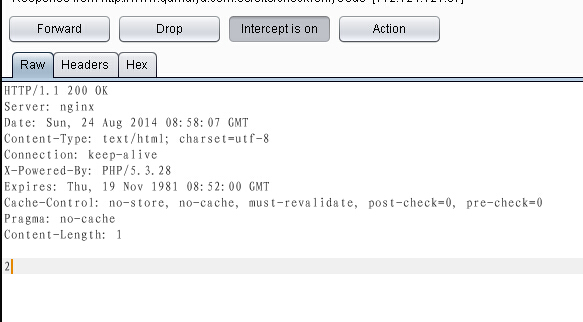 Forward
Drop
Intercept is on
Action
Raw
Headers
Hex
HTTP/1.1 200 OK
Server: nginx
Date: Sun, 24 Aug 2014 08:58:07 GMT
Content-Type: text/html; charset=utf-8
Connection: keep-alive
X-Powered-By: PHP/5.3.28
Expires: Thu, 19 Nov 1981 08:52:00 GMT
Cache-Control: no-store, no-cache, must-revalidate, post-check=0, pre-check=0
Pragma: no-cache
Content-Length: 1
2